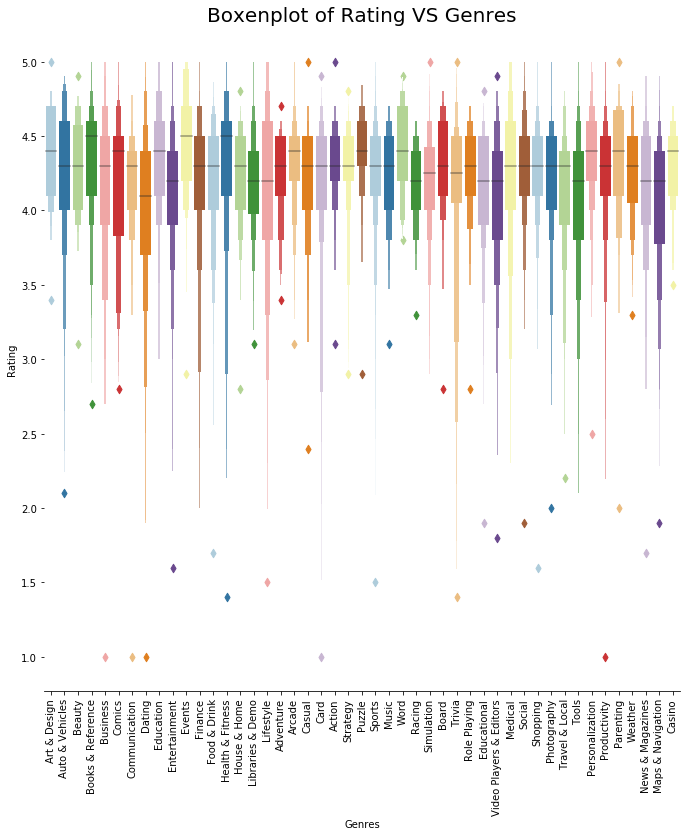 Boxenplot of Rating VS Genres
5.0
4.5
4.0
3.5
3.0
2.5
2.0
1.5
1.0
Rating
Art & Design
Auto & Vehicles
Beauty
Books & Reference
Business
Comics
Communication
Dating
Education
Entertainment
Events
Finance
Food & Drink
Health & Fitness
House & Home
Libraries & Demo
Lifestyle
Adventure
Arcade
Casual
Card
Action
Strategy
Puzzle
Sports
Music
Word
Racing
Simulation
Board
Trivia
Role Playing
Educational
Video Players & Editors
Medical
Social
Shopping
Photography
Travel & Local
Tools
Personalization
Productivity
Parenting
Weather
News & Magazines
Maps & Navigation
Casino
Genres